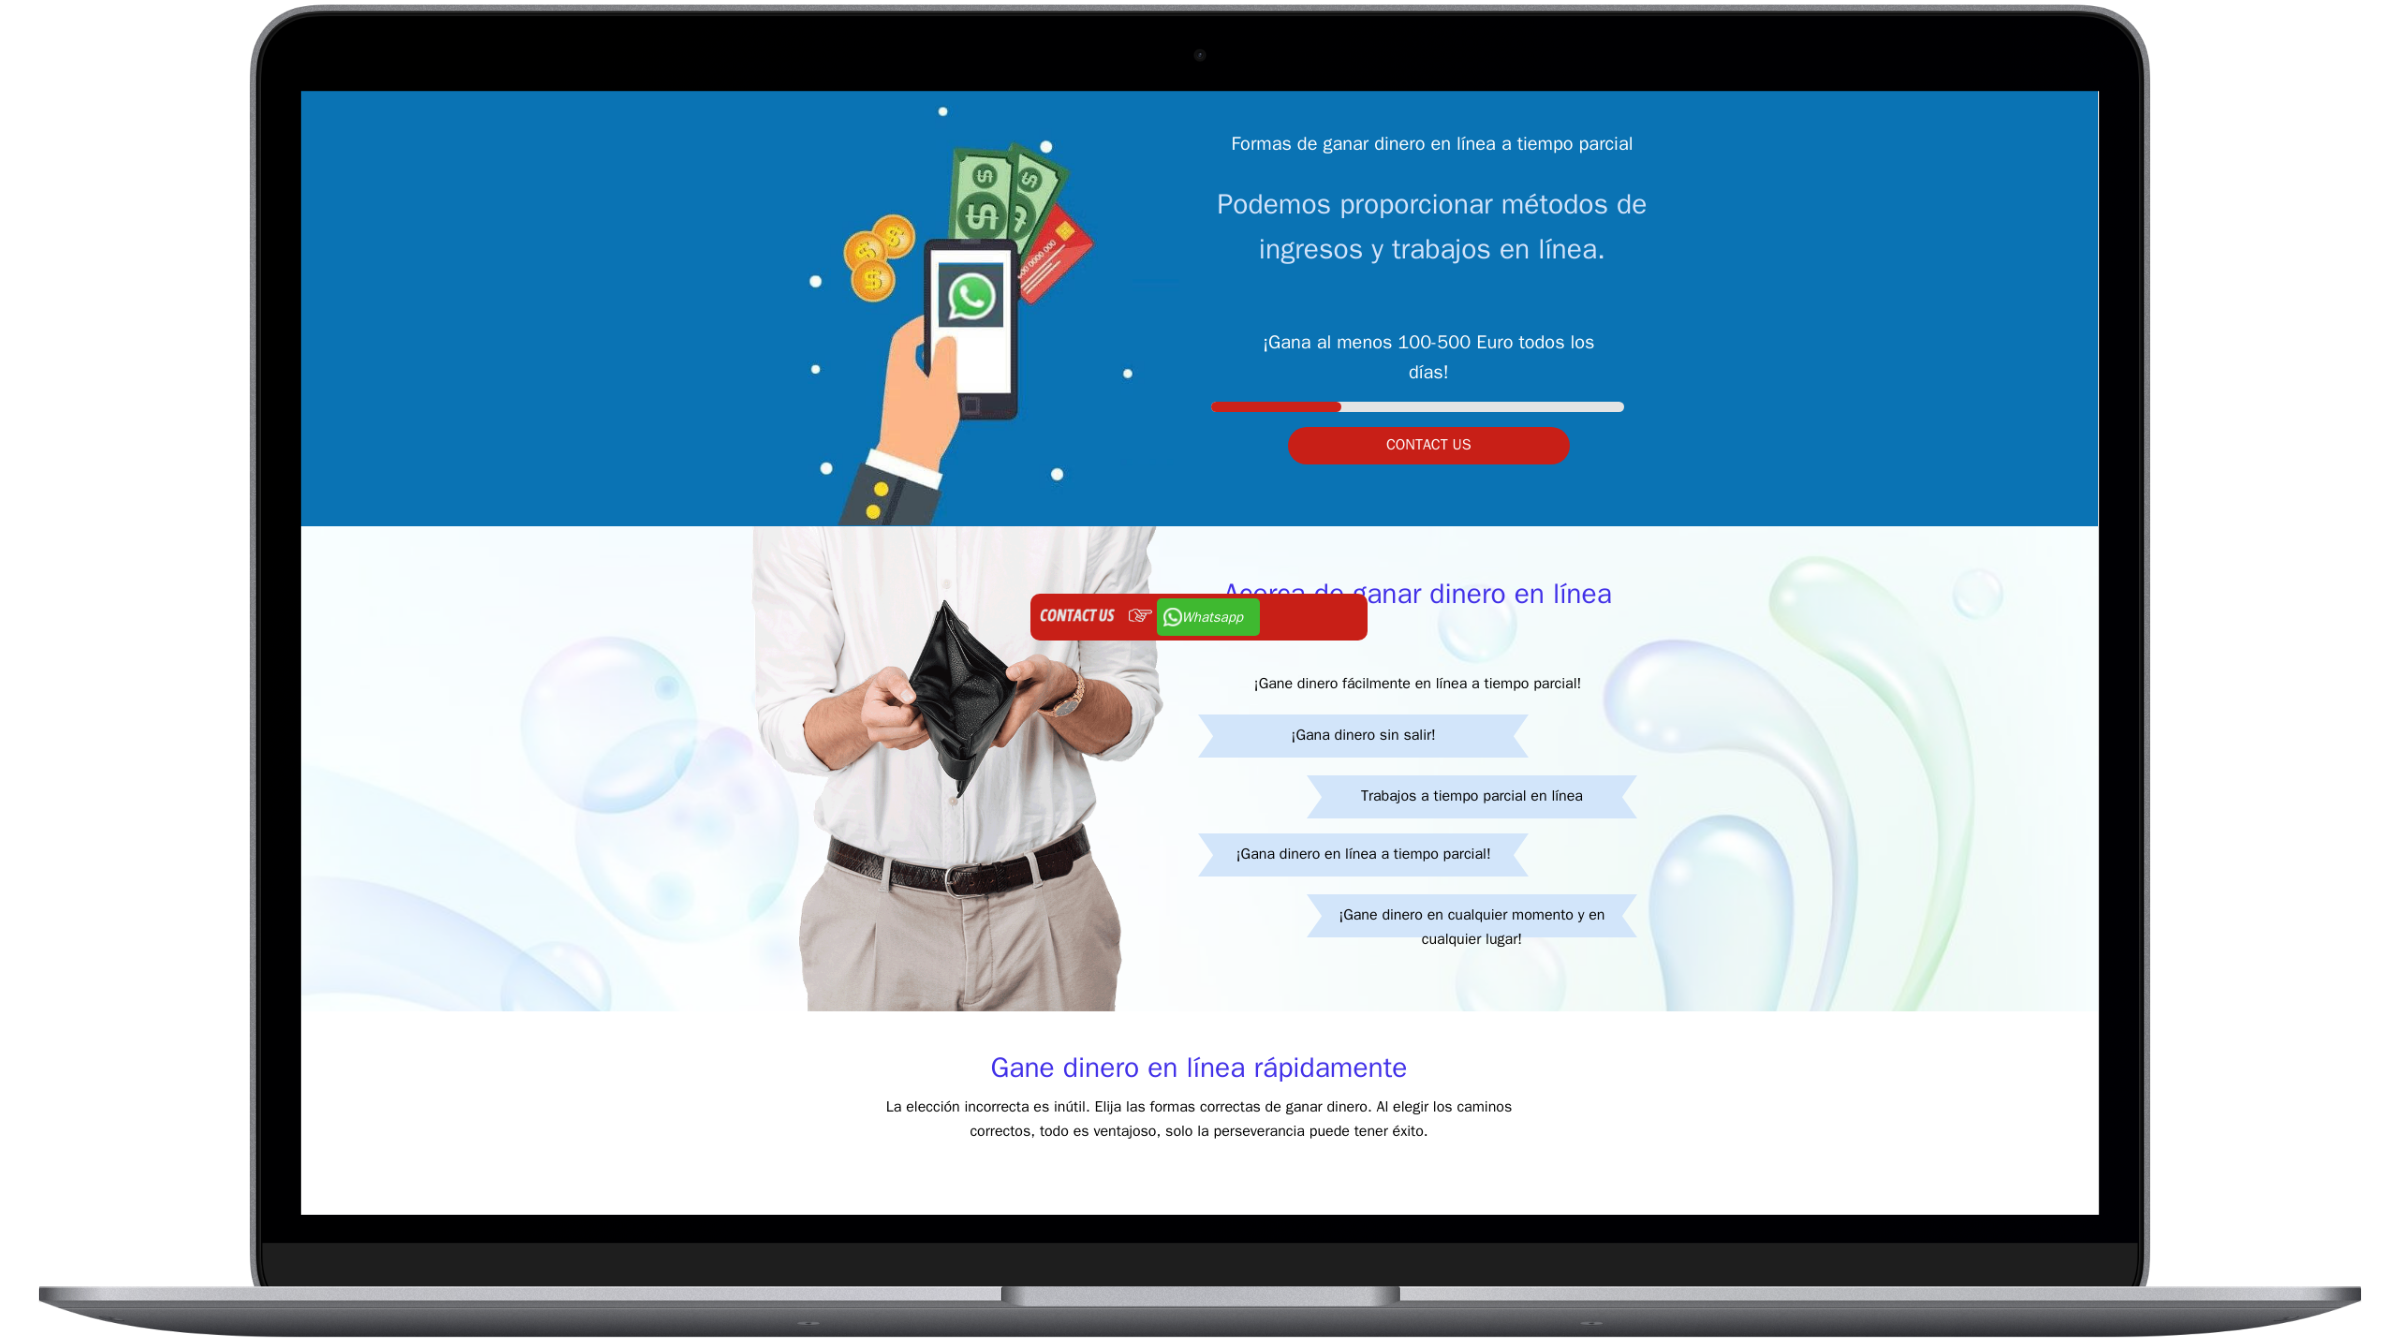 Formas de ganar dinero en línea a tiempo parcial
Podemos proporcionar métodos de
ingresos y trabajos en línea.
¡Gana al menos 100-500 Euro todos los
días!
CONTACT US
Acerca de ganar dinero en línea
CONTACT US Whatsapp
¡Gane dinero fácilmente en línea a tiempo parcial!
¡Gana dinero sin salir!
Trabajos a tiempo parcial en línea
¡Gana dinero en línea a tiempo parcial!
¡Gane dinero en cualquier momento y en
cualquier lugar!
Gane dinero en línea rápidamente
La elección incorrecta es inútil. Elija las formas correctas de ganar dinero. Al elegir los caminos
correctos, todo es ventajoso, solo la perseverancia puede tener éxito.